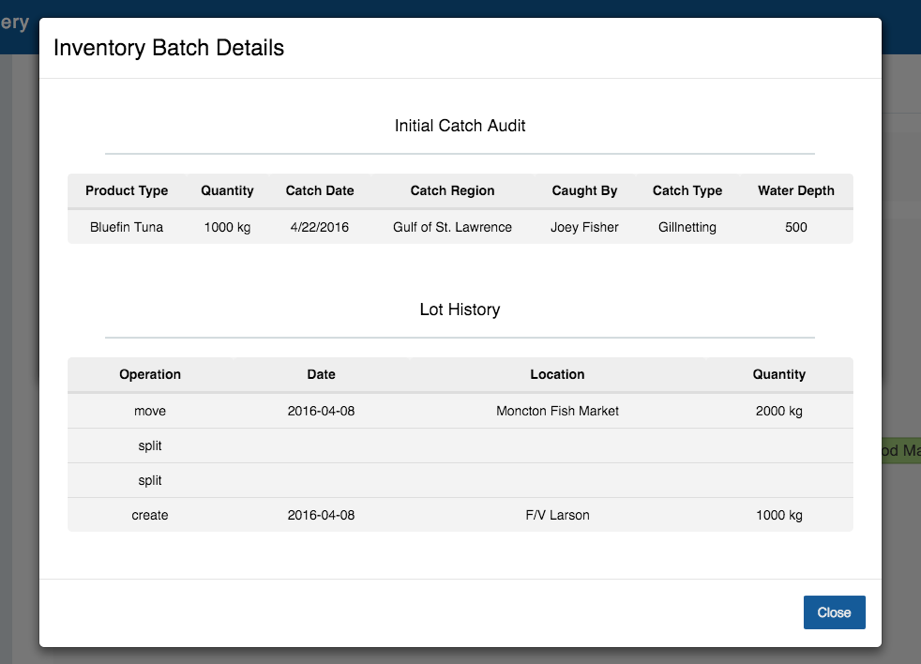 ery
Inventory Batch Details
Initial Catch Audit
Product Type Quantity Catch Date Catch Region Caught By Catch Type Water Depth
Bluefin Tuna 1000 kg 4/22/2016 Gulf of St. Lawrence Joey Fisher Gillnetting 500
Lot History
Operation Date Location Quantity
move 2016-04-08 Moncton Fish Market 2000 kg
split
od Ma
split
create 2016-04-08 F/V Larson 1000 kg
Close